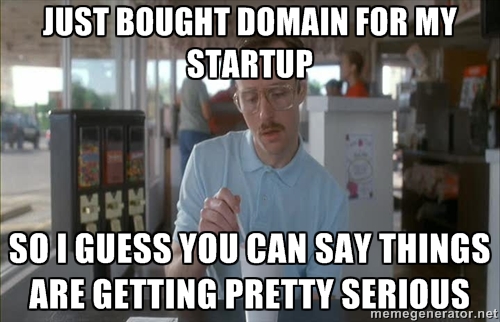 JUST BOUGHT DOMAIN FOR MY
STARTUP
SO I GUESS YOU CAN SAY THINGS
ARE GETTING PRETTY SERIOUS
memegenerator.net